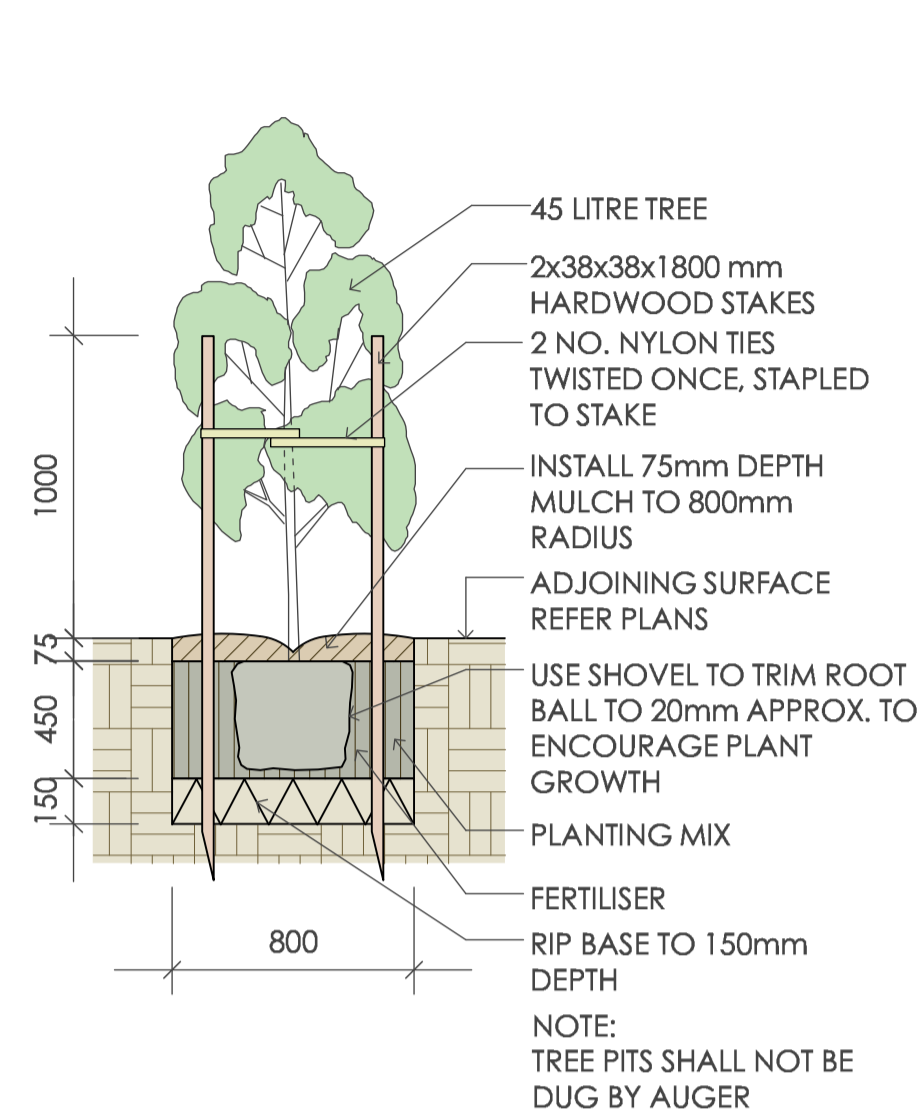 45 LITRE TREE
2x38x38x1800 mm
HARDWOOD STAKES
2 NO. NYLON TIES
TWISTED ONCE, STAPLED
TO STAKE
INSTALL 75mm DEPTH
MULCH TO 800mm
RADIUS
ADJOINING SURFACE
REFER PLANS
USE SHOVEL TO TRIM ROOT
BALL TO 20mm APPROX. TO
ENCOURAGE PLANT
GROWTH
PLANTING MIX
FERTILISER
RIP BASE TO 150mm
DEPTH
NOTE:
TREE PITS SHALL NOT BE
DUG BY AUGER
1000
75
450
150
800